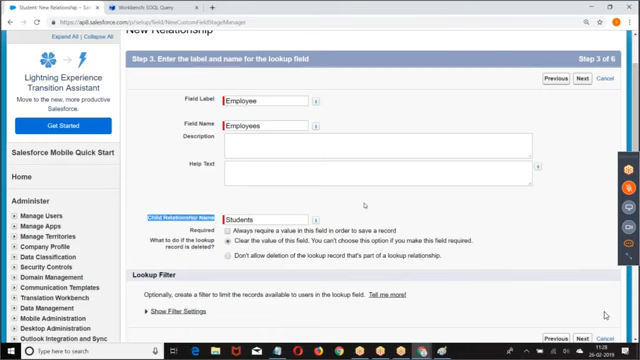 Student: New Relationship
Workbench: SOQL Query
https://ap8.salesforce.com/p/setup/field/NewCustomFieldStageManager
Expand All | Collapse All
Lightning Experience
Transition Assistant
Move to the new, more productive
Salesforce.
Get Started
Salesforce Mobile Quick Start
Home
Administer
Manage Users
Manage Apps
Manage Territories
Company Profile
Data Classification
Security Controls
Domain Management
Communication Templates
Translation Workbench
Data Management
Mobile Administration
Desktop Administration
Outlook Integration and Sync
New Relationship
Step 3. Enter the label and name for the lookup field
Step 3 of 6
Previous Next Cancel
Field Label Employee
Field Name Employees
Description
Help Text
Child Relationship Name Students
Required Always require a value in this field in order to save a record
What to do if the lookup record is deleted? Clear the value of this field. You can't choose this option if you make this field required.
Don't allow deletion of the lookup record that's part of a lookup relationship.
Lookup Filter
Optionally, create a filter to limit the records available to users in the lookup field. Tell me more!
Show Filter Settings
Previous Next Cancel
Type here to search
11:28
26-02-2019